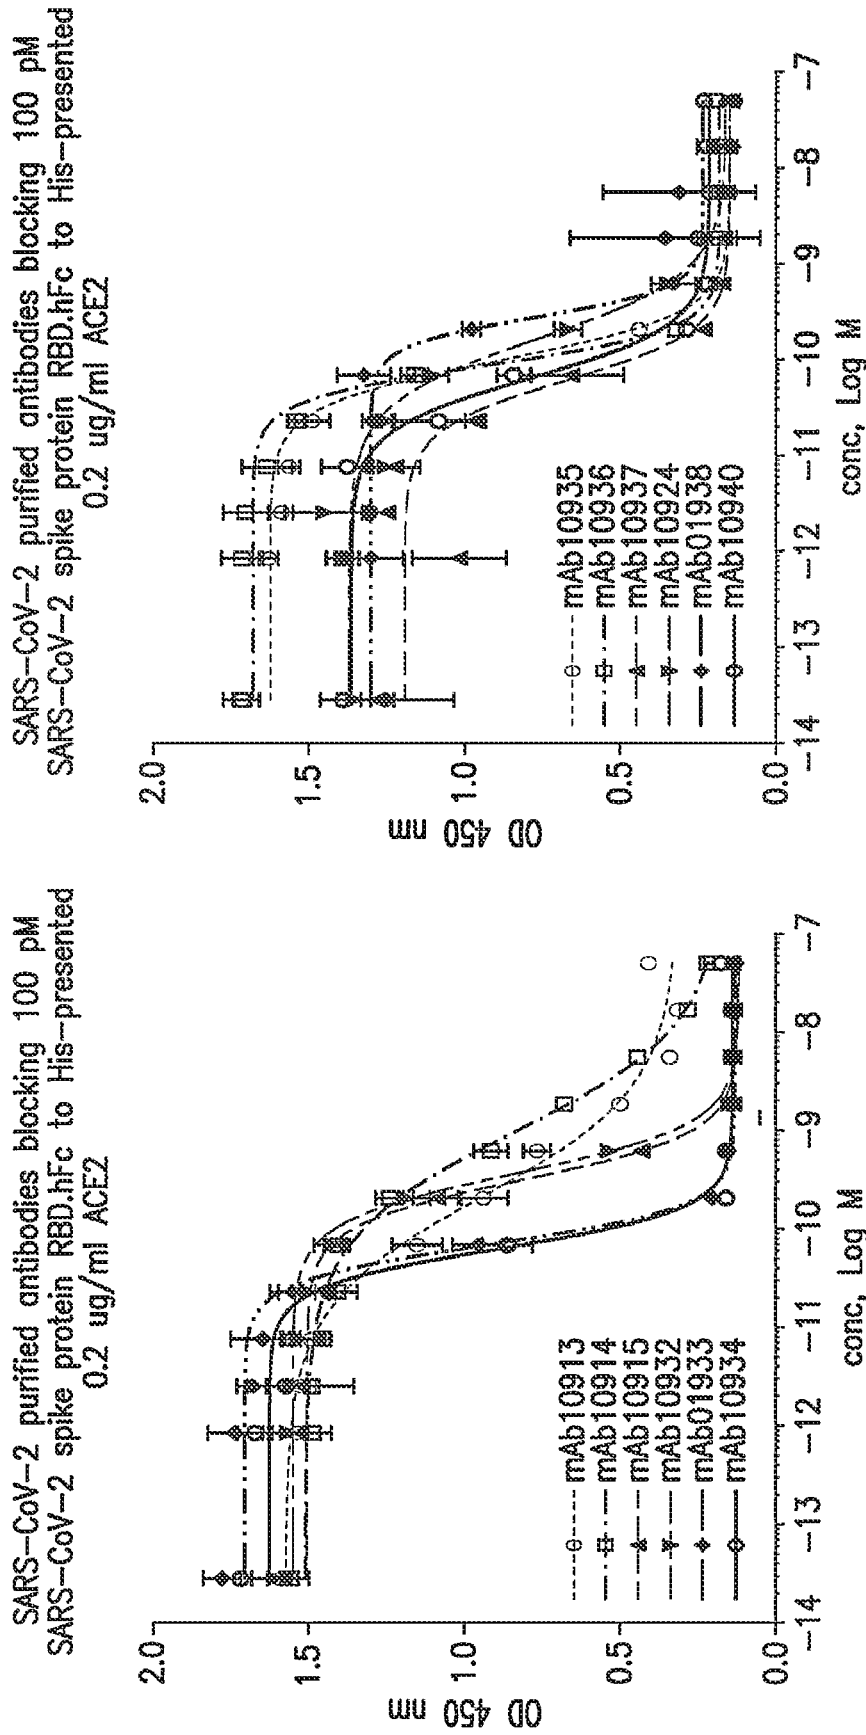 SARS-CoV-2 purified antibodies blocking 100 pM
SARS-CoV-2 spike protein RBD.hFc to His-presented
0.2 ug/ml ACE2
2.0
1.5
1.0
0.5
0.0
OD 450 nm
-14
-13
-12
-11
-10
-9
-8
-7
conc, Log M
mAb10913
mAb10914
mAb10915
mAb10932
mAb01933
mAb10934
SARS-CoV-2 purified antibodies blocking 100 pM
SARS-CoV-2 spike protein RBD.hFc to His-presented
0.2 ug/ml ACE2
2.0
1.5
1.0
0.5
0.0
OD 450 nm
-14
-13
-12
-11
-10
-9
-8
-7
conc, Log M
mAb10935
mAb10936
mAb10937
mAb10924
mAb01938
mAb10940